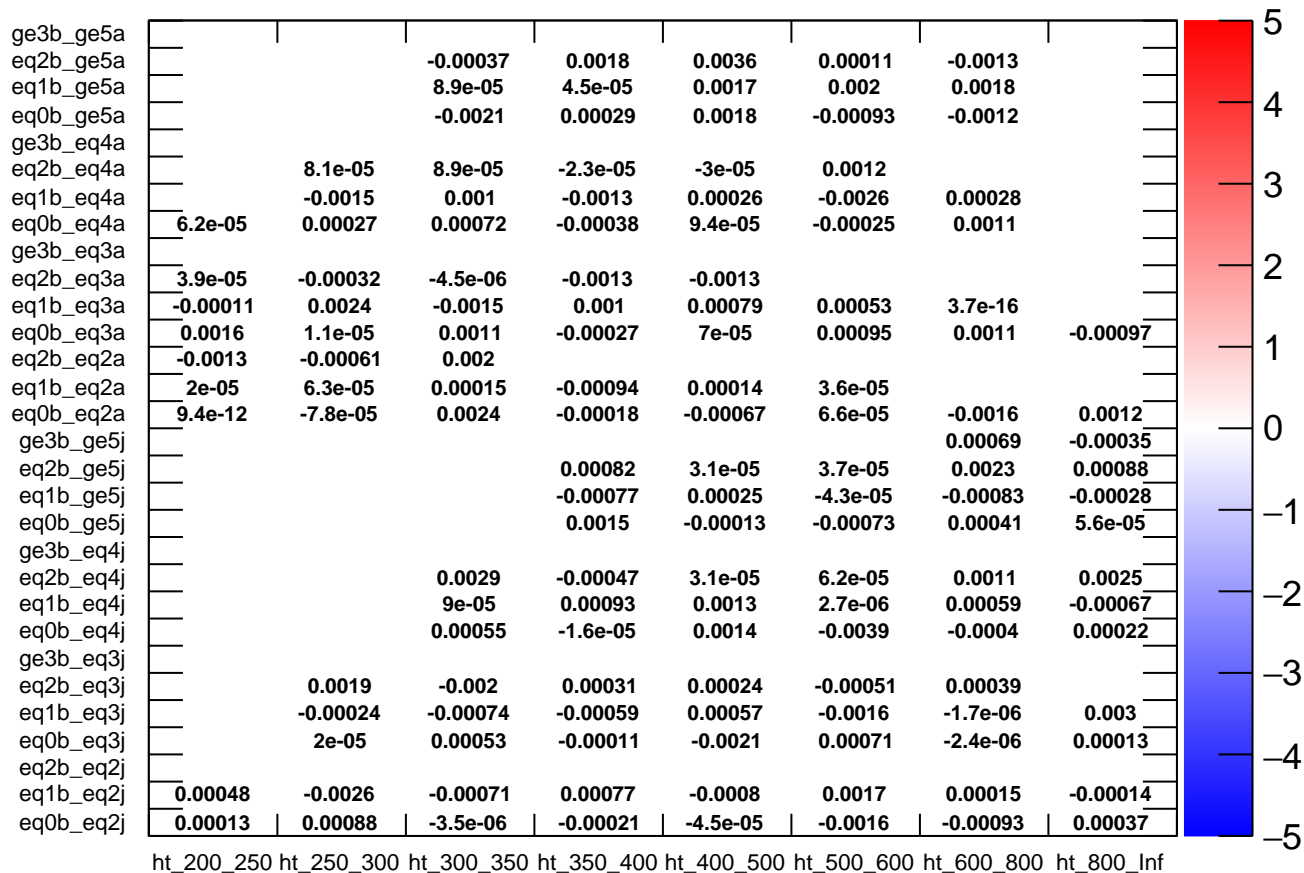 ge3b_ge5a
eq2b_ge5a -0.00037 0.0018 0.0036 0.00011 -0.0013
eq1b_ge5a 8.9e-05 4.5e-05 0.0017 0.002 0.0018
eq0b_ge5a -0.0021 0.00029 0.0018 -0.00093 -0.0012
ge3b_eq4a
eq2b_eq4a 8.1e-05 8.9e-05 -2.3e-05 -3e-05 0.0012
eq1b_eq4a -0.0015 0.001 -0.0013 0.00026 -0.0026 0.00028
eq0b_eq4a 6.2e-05 0.00027 0.00072 -0.00038 9.4e-05 -0.00025 0.0011
ge3b_eq3a
eq2b_eq3a 3.9e-05 -0.00032 -4.5e-06 -0.0013 -0.0013
eq1b_eq3a -0.00011 0.0024 -0.0015 0.001 0.00079 0.00053 3.7e-16
eq0b_eq3a 0.0016 1.1e-05 0.0011 -0.00027 7e-05 0.00095 0.0011 -0.00097
eq2b_eq2a -0.0013 -0.00061 0.002
eq1b_eq2a 2e-05 6.3e-05 0.00015 -0.00094 0.00014 3.6e-05
eq0b_eq2a 9.4e-12 -7.8e-05 0.0024 -0.00018 -0.00067 6.6e-05 -0.0016 0.0012
ge3b_ge5j 0.00069 -0.00035
eq2b_ge5j 0.00082 3.1e-05 3.7e-05 0.0023 0.00088
eq1b_ge5j -0.00077 0.00025 -4.3e-05 -0.00083 -0.00028
eq0b_ge5j 0.0015 -0.00013 -0.00073 0.00041 5.6e-05
ge3b_eq4j
eq2b_eq4j 0.0029 -0.00047 3.1e-05 6.2e-05 0.0011 0.0025
eq1b_eq4j 9e-05 0.00093 0.0013 2.7e-06 0.00059 -0.00067
eq0b_eq4j 0.00055 -1.6e-05 0.0014 -0.0039 -0.0004 0.00022
ge3b_eq3j
eq2b_eq3j 0.0019 -0.002 0.00031 0.00024 -0.00051 0.00039
eq1b_eq3j -0.00024 -0.00074 -0.00059 0.00057 -0.0016 -1.7e-06 0.003
eq0b_eq3j 2e-05 0.00053 -0.00011 -0.0021 0.00071 -2.4e-06 0.00013
eq2b_eq2j
eq1b_eq2j 0.00048 -0.0026 -0.00071 0.00077 -0.0008 0.0017 0.00015 -0.00014
eq0b_eq2j 0.00013 0.00088 -3.5e-06 -0.00021 -4.5e-05 -0.0016 -0.00093 0.00037
ht_200_250 ht_250_300 ht_300_350 ht_350_400 ht_400_500 ht_500_600 ht_600_800 ht_800_Inf
5
4
3
2
1
0
−1
−2
−3
−4
−5